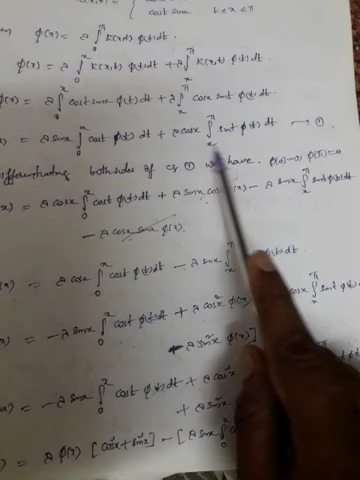 cost sinx t ≤ x ≤ π
φ(x) = λ ∫₀^π K(x,t) φ(t) dt.
φ(x) = λ ∫₀^x K(x,t) φ(t) dt + λ ∫ₓ^π K(x,t) φ(t) dt
φ(x) = λ ∫₀^x cost sinx φ(t) dt + λ ∫ₓ^π cosx sint φ(t) dt.
= λ sinx ∫₀^x cost φ(t) dt + λ cosx ∫ₓ^π sint φ(t) dt → ①
differentiating both sides of eq ① we have. φ(π)=0
= λ cosx ∫₀^x cost φ(t) dt + λ sinx cosx φ(x) − λ sinx ∫ₓ^π sint φ(t) dt
− λ cosx sinx φ(x)
= λ cosx ∫₀^x cost φ(t) dt − λ sinx ∫ₓ^π φ(t) dt.
= −λ sinx ∫₀^x cost φ(t) dt + λ cos²x φ(x) cosx ∫ₓ^π sint φ(t)
− λ sin²x φ(x)]
= −λ sinx ∫₀^x cost φ(t) dt + λ cos²x
+ λ sin²x
= λ φ(x) [cos²x + sin²x] − [λ sinx ∫₀^x